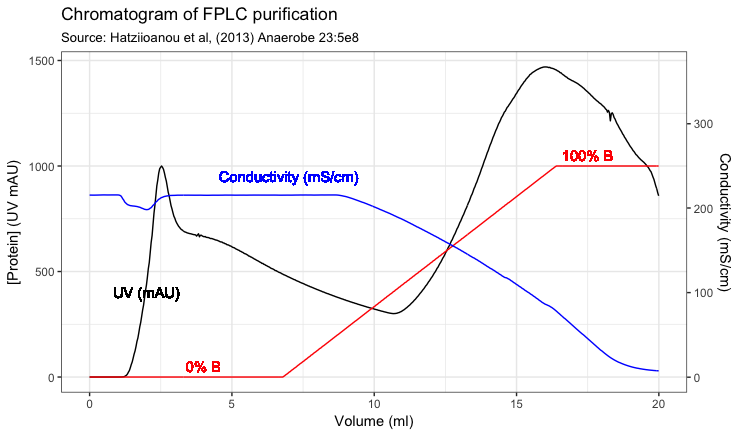 Chromatogram of FPLC purification
Source: Hatziioanou et al, (2013) Anaerobe 23:5e8
1500
1000
500
0
[Protein] (UV mAU)
300
200
100
0
Conductivity (mS/cm)
100% B
Conductivity (mS/cm)
UV (mAU)
0% B
0 5 10 15 20
Volume (ml)